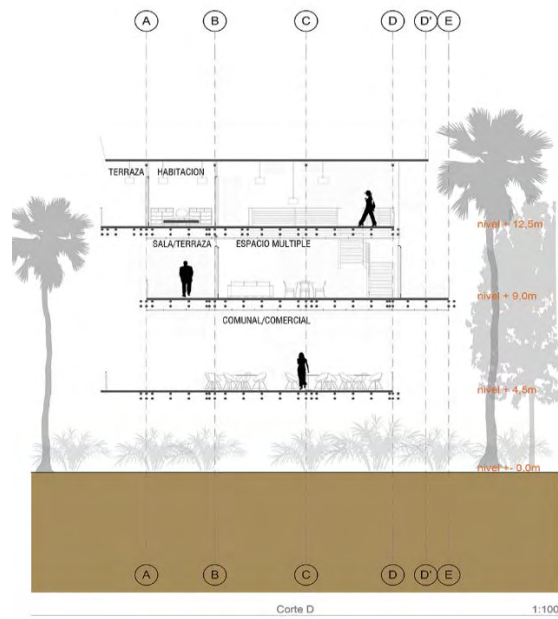 A B C D D' E
TERRAZA HABITACION
nivel + 12,5m
SALA/TERRAZA ESPACIO MULTIPLE
nivel + 9,0m
COMUNAL/COMERCIAL
nivel + 4,5m
nivel +- 0.0m
A B C D D' E
Corte D 1:100